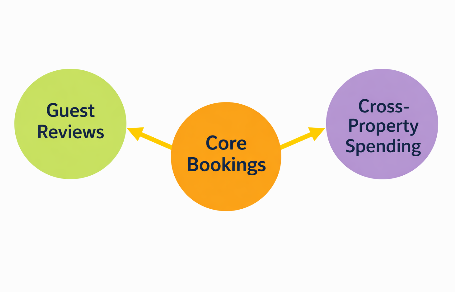 Guest
Reviews
Core
Bookings
Cross-
Property
Spending